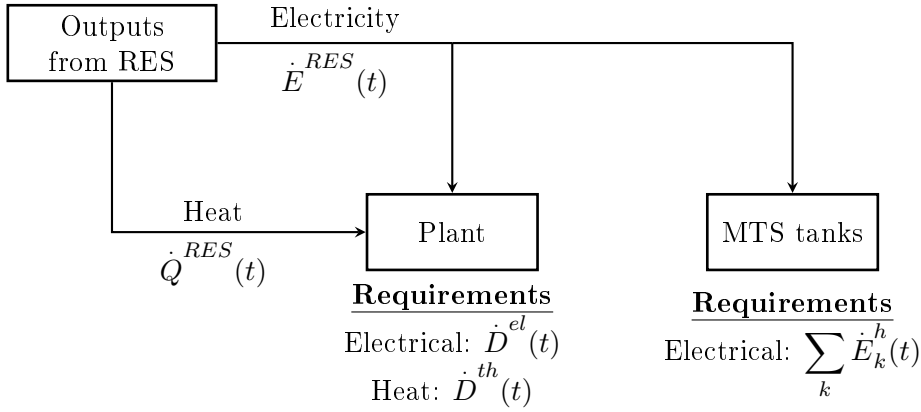 Outputs
from RES
Electricity
Ė^{RES}(t)
Heat
Q̇^{RES}(t)
Plant
Requirements
Electrical: Ḋ^{el}(t)
Heat: Ḋ^{th}(t)
MTS tanks
Requirements
Electrical: ∑_k Ė_k^h(t)